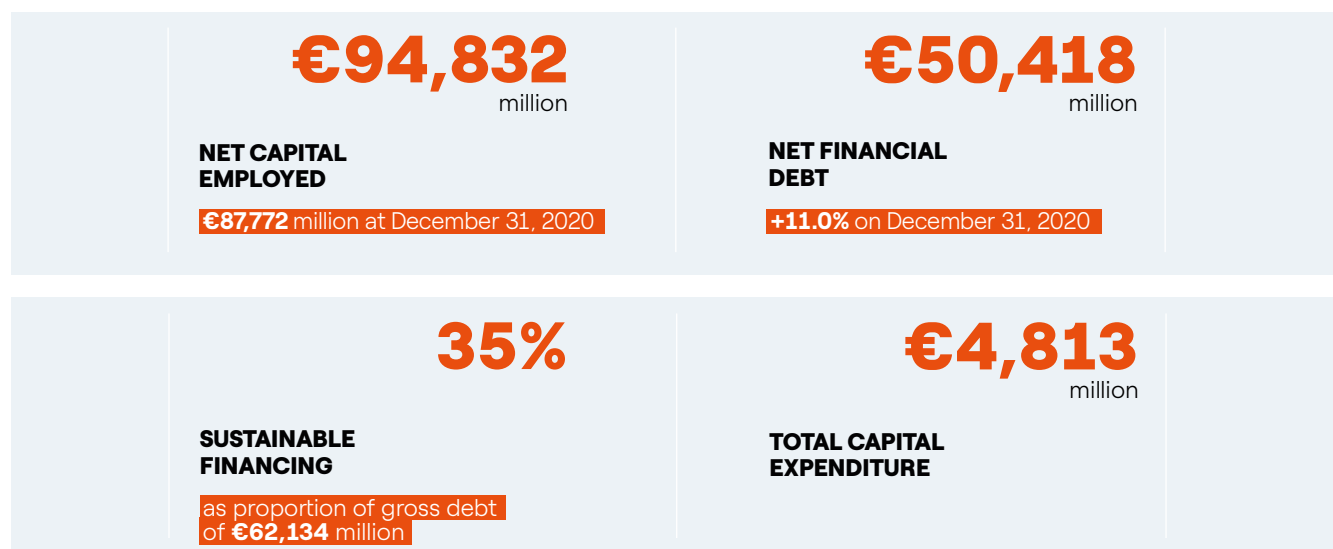 €94,832
million
NET CAPITAL
EMPLOYED
€87,772 million at December 31, 2020
€50,418
million
NET FINANCIAL
DEBT
+11.0% on December 31, 2020
35%
SUSTAINABLE
FINANCING
as proportion of gross debt
of €62,134 million
€4,813
million
TOTAL CAPITAL
EXPENDITURE